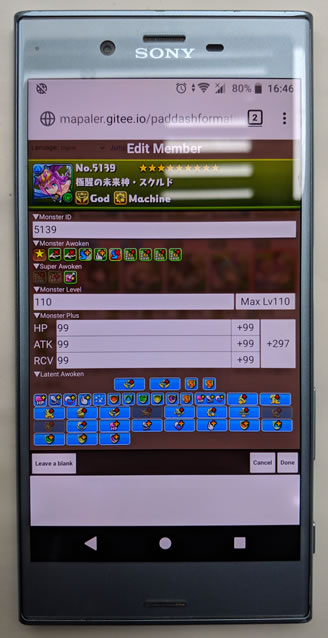 SONY
80% 16:46
mapaler.gitee.io/paddashformat 2
Edit Member
No.5139
極醒の未来神・スクルド
God Machine
▼Monster ID
5139
▼Monster Awoken
▼Super Awoken
▼Monster Level
110 Max Lv110
▼Monster Plus
HP 99 +99
ATK 99 +99 +297
RCV 99 +99
▼Latent Awoken
Leave a blank Cancel Done